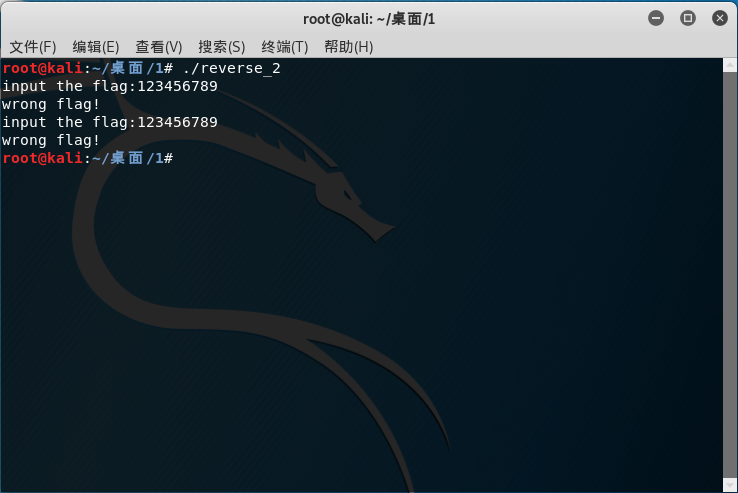 root@kali: ~/桌面/1
文件(F) 编辑(E) 查看(V) 搜索(S) 终端(T) 帮助(H)
root@kali:~/桌面/1# ./reverse_2
input the flag:123456789
wrong flag!
input the flag:123456789
wrong flag!
root@kali:~/桌面/1#